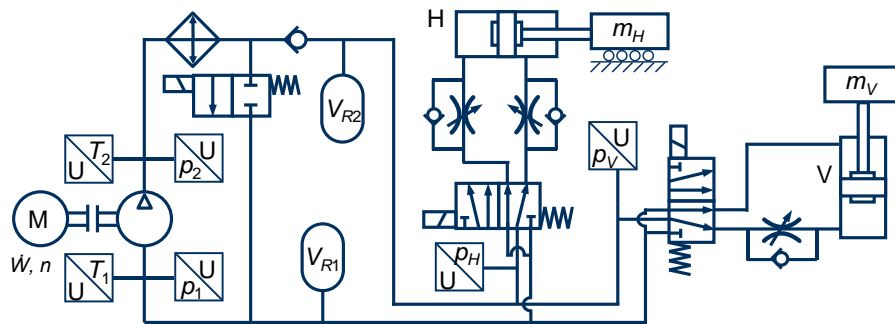 H
m_H
m_V
V_R2
U
T_2
U
p_2
U
p_V
V
M
Ẇ, n
T_1
U
U
p_1
V_R1
p_H
U